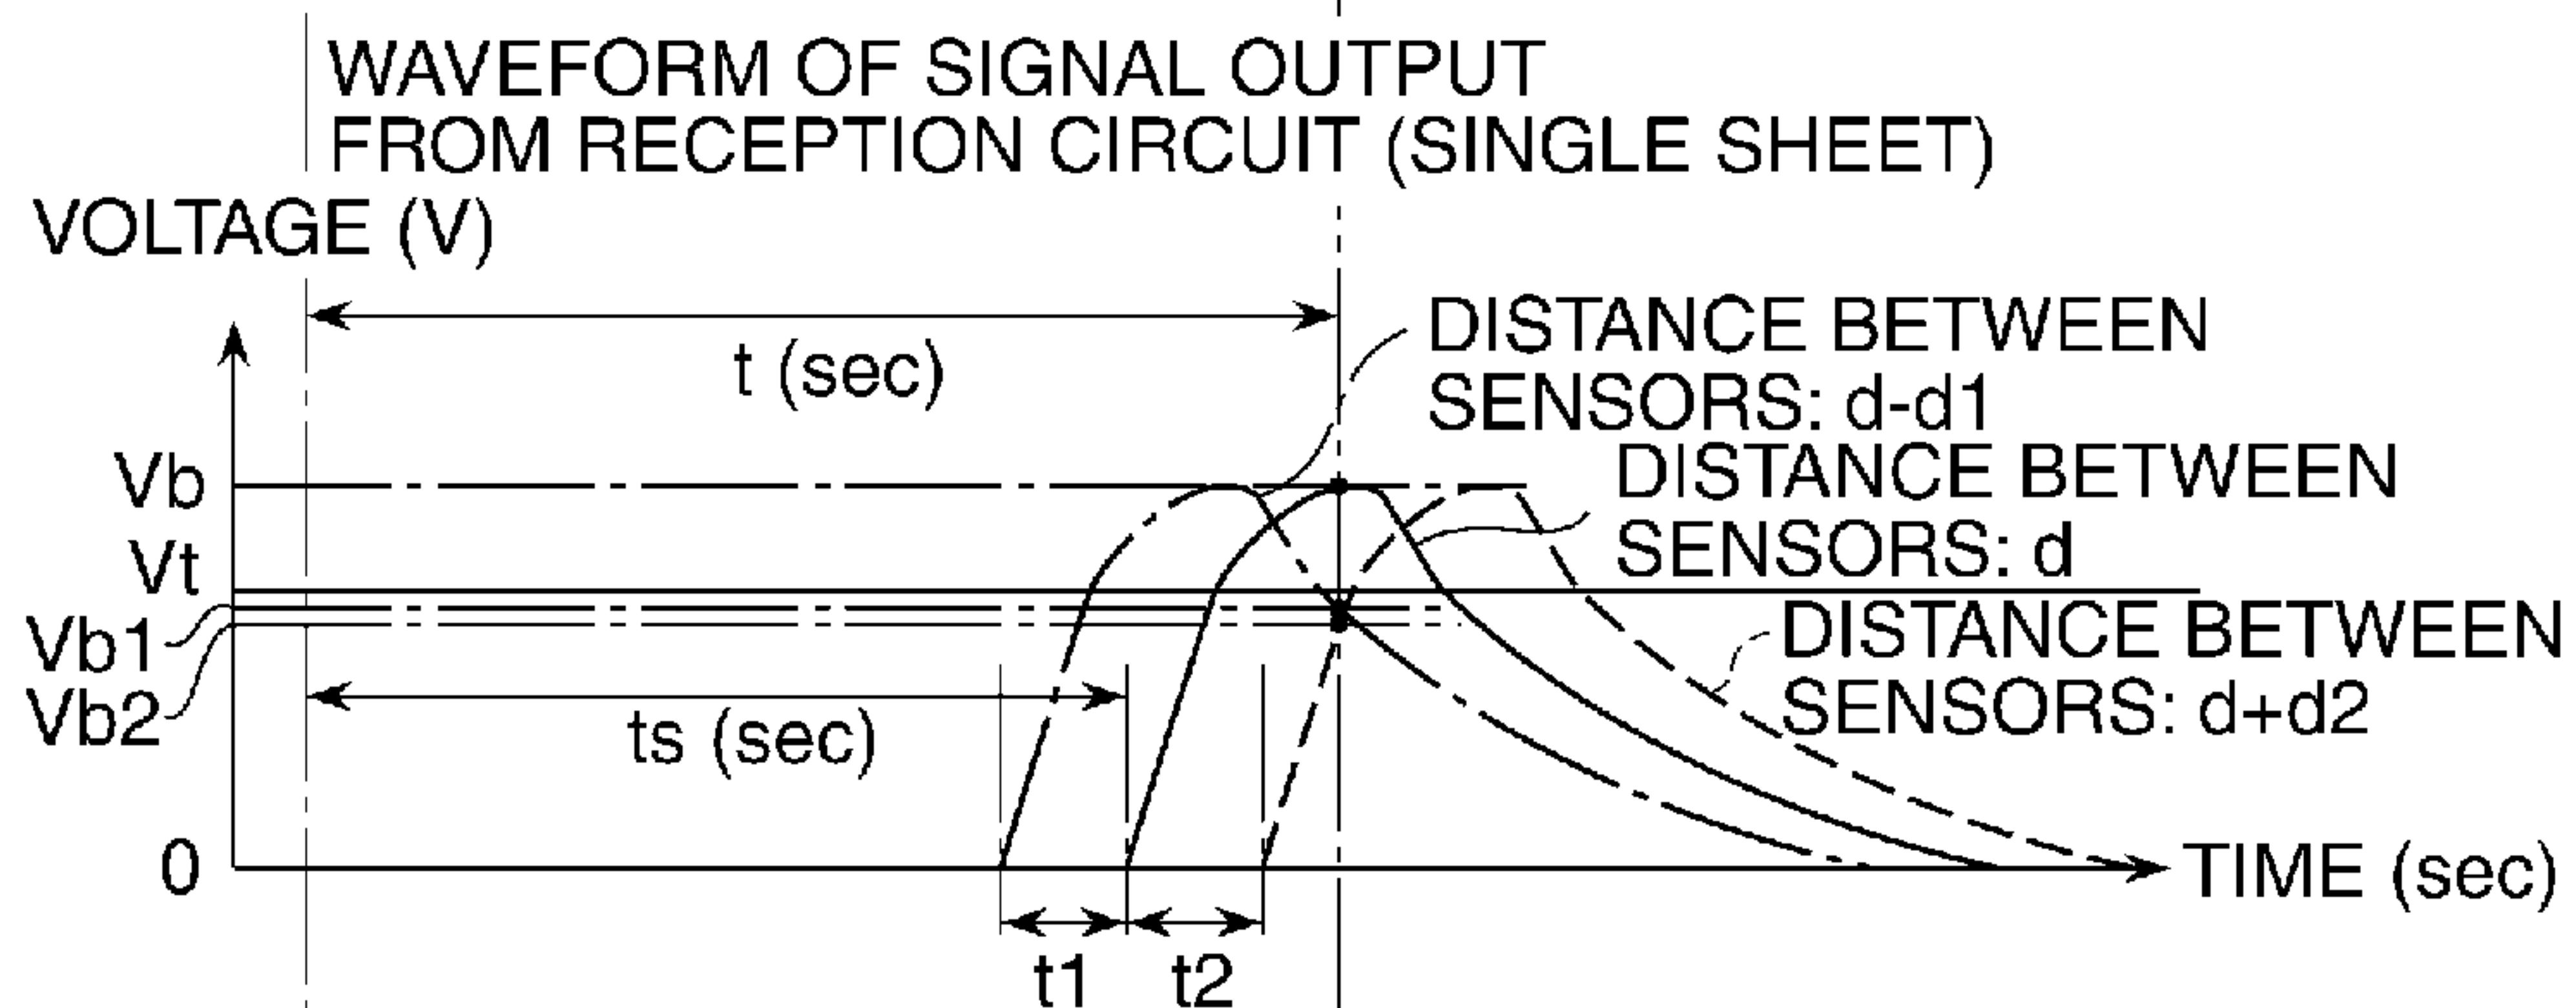 WAVEFORM OF SIGNAL OUTPUT
FROM RECEPTION CIRCUIT (SINGLE SHEET)
VOLTAGE (V)
t (sec)
DISTANCE BETWEEN
SENSORS: d-d1
DISTANCE BETWEEN
SENSORS: d
Vb
Vt
Vb1
Vb2
DISTANCE BETWEEN
SENSORS: d+d2
ts (sec)
0
TIME (sec)
t1
t2